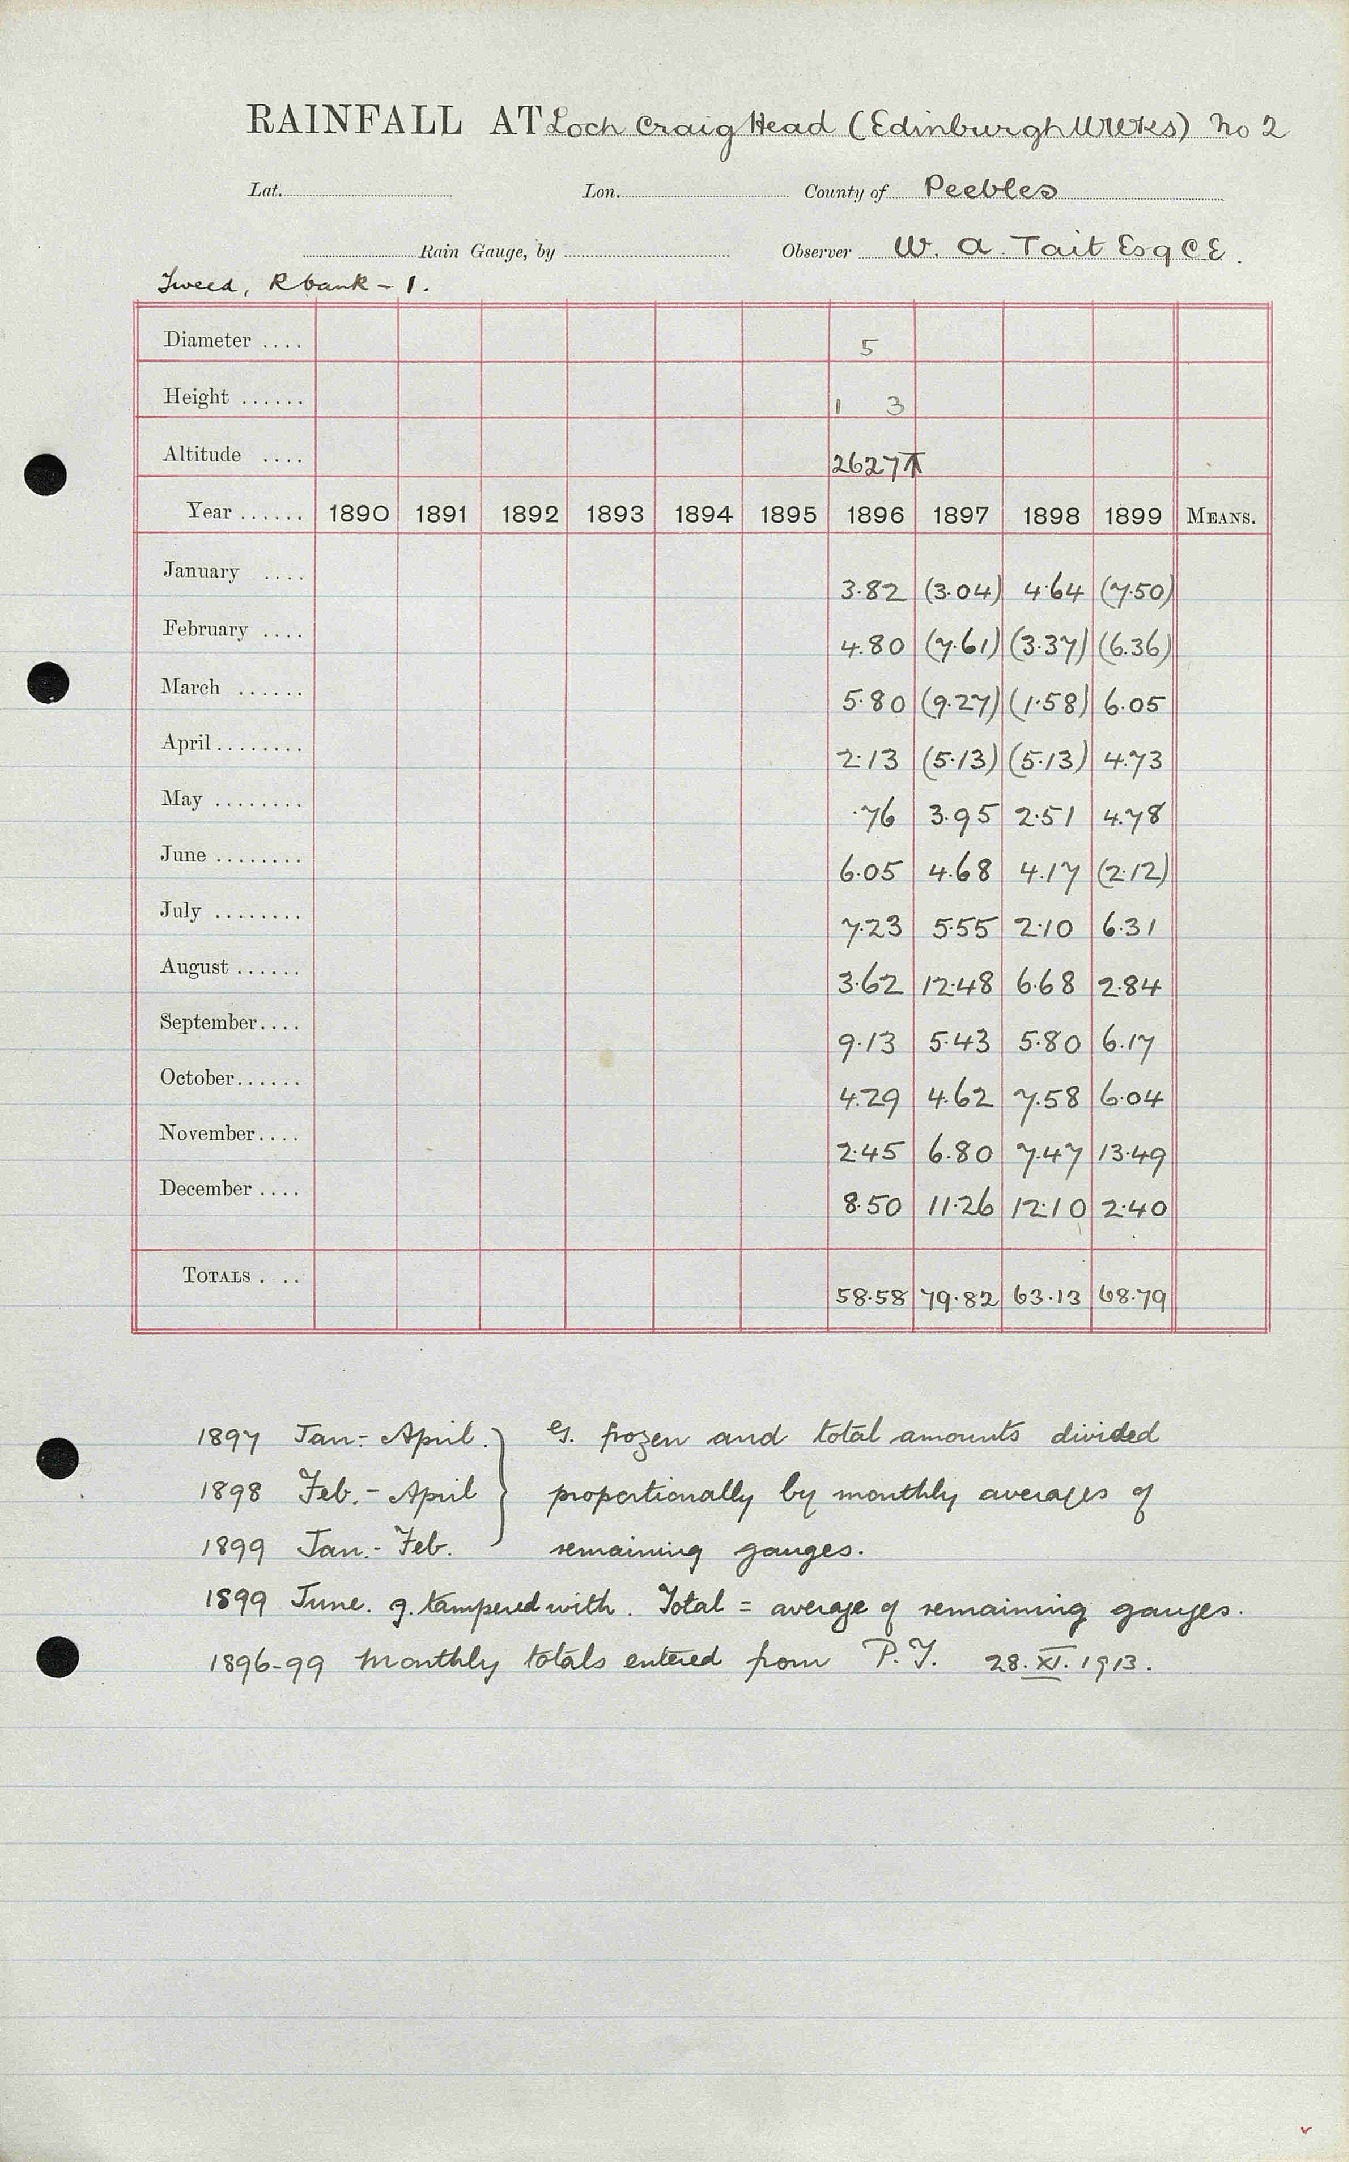 RAINFALL AT Loch Craig Head (Edinburgh WWks) No 2
Lat. Lon. County of Peebles
Rain Gauge, by Observer W. A. Tait Esq C E.
Tweed, R bank - 1.
Diameter .... 5
Height ...... 1 3
Altitude .... 2627
Year ...... 1890 1891 1892 1893 1894 1895 1896 1897 1898 1899 MEANS.
January .... 3.82 (3.04) 4.64 (7.50)
February .... 4.80 (7.61) (3.37) (6.36)
March ...... 5.80 (9.27) (1.58) 6.05
April ........ 2.13 (5.13) (5.13) 4.73
May ........ .76 3.95 2.51 4.78
June ........ 6.05 4.68 4.17 (2.12)
July ........ 7.23 5.55 2.10 6.31
August ...... 3.62 12.48 6.68 2.84
September.... 9.13 5.43 5.80 6.17
October...... 4.29 4.62 7.58 6.04
November.... 2.45 6.80 7.47 13.49
December .... 8.50 11.26 12.10 2.40
TOTALS . .. 58.58 79.82 63.13 68.79
1897 Jan:- April. } gs. frozen and total amounts divided
1898 Feb.- April } proportionally by monthly averages of
1899 Jan.- Feb. } remaining gauges.
1899 June. g. tampered with. Total = average of remaining gauges.
1896-99 Monthly totals entered from P.Y. 28.XI.1913.